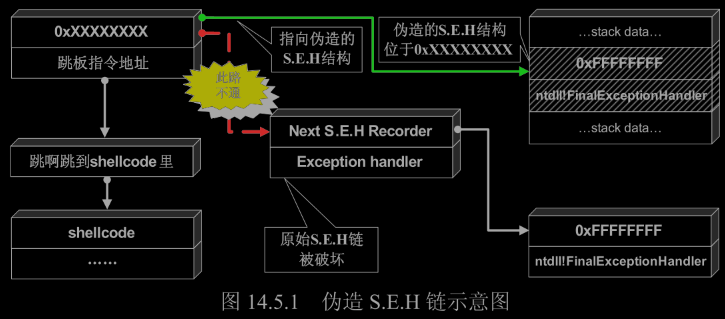 0xXXXXXXXX
跳板指令地址
跳啊跳到shellcode 里
shellcode
……
指向伪造的
S.E.H结构
此路
不通
Next S.E.H Recorder
Exception handler
原始S.E.H链
被破坏
伪造的S.E.H结构
位于0xXXXXXXXX
…stack data…
0xFFFFFFFF
ntdll!FinalExceptionHandler
…stack data…
0xFFFFFFFF
ntdll!FinalExceptionHandler
图 14.5.1 伪造 S.E.H 链示意图